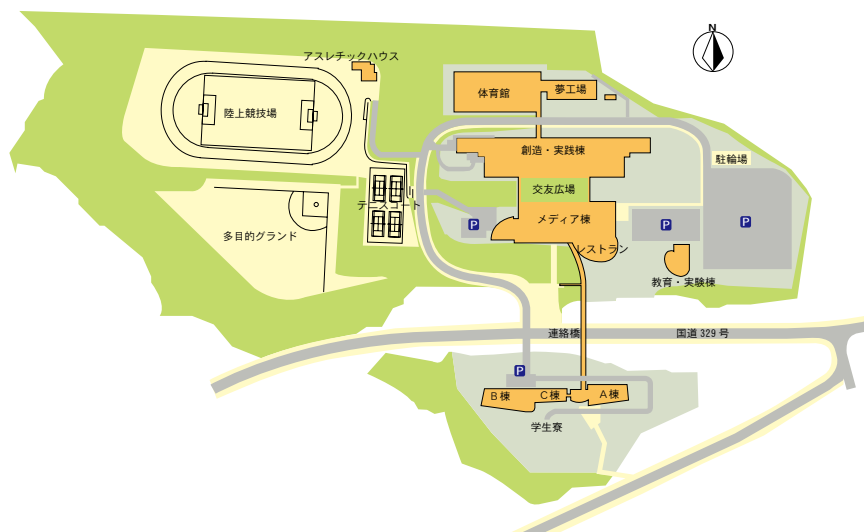 N
アスレチックハウス
体育館
夢工場
陸上競技場
創造・実践棟
駐輪場
交友広場
テニスコート
メディア棟
P
P
P
多目的グランド
レストラン
教育・実験棟
連絡橋
国道 329 号
P
B棟
C棟
A棟
学生寮